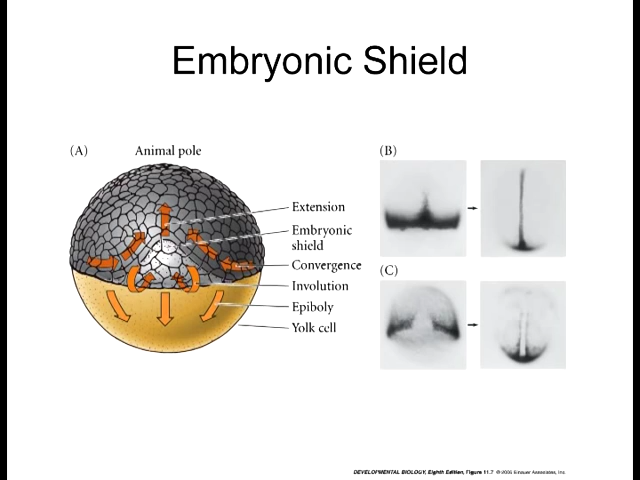 Embryonic Shield
(A)
Animal pole
Extension
Embryonic
shield
Convergence
Involution
Epiboly
Yolk cell
(B)
(C)
DEVELOPMENTAL BIOLOGY, Eighth Edition, Figure 11.7 © 2006 Sinauer Associates, Inc.